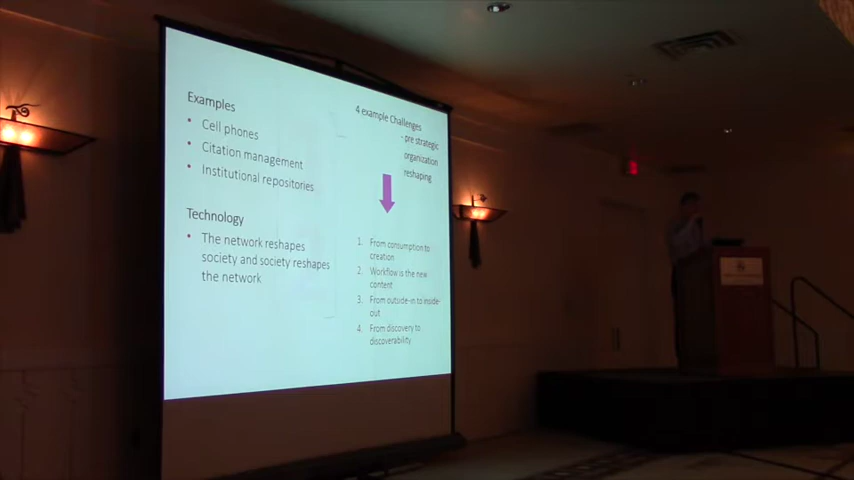 Examples
• Cell phones
• Citation management
• Institutional repositories
Technology
• The network reshapes
society and society reshapes
the network
4 example Challenges
- pre strategic
organization
reshaping
1. From consumption to
creation
2. Workflow is the new
content
3. From outside-in to inside-
out
4. From discovery to
discoverability